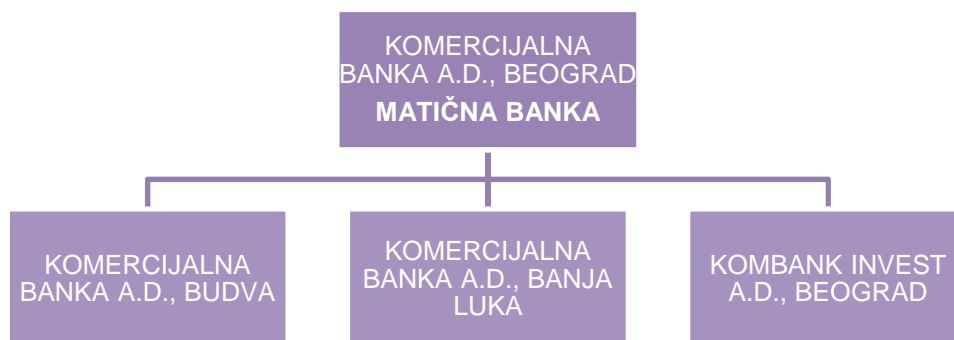 KOMERCIJALNA
BANKA A.D., BEOGRAD
MATIČNA BANKA
KOMERCIJALNA
BANKA A.D., BUDVA
KOMERCIJALNA
BANKA A.D., BANJA
LUKA
KOMBANK INVEST
A.D., BEOGRAD